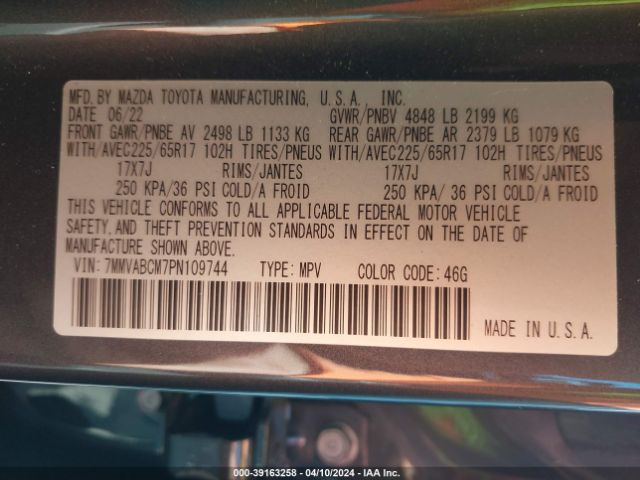 MFD. BY MAZDA TOYOTA MANUFACTURING, U.S.A. INC.
DATE 06/22 GVWR/PNBV 4848 LB 2199 KG
FRONT GAWR/PNBE AV 2498 LB 1133 KG REAR GAWR/PNBE AR 2379 LB 1079 KG
WITH/AVEC225/65R17 102H TIRES/PNEUS WITH/AVEC225/65R17 102H TIRES/PNEUS
17X7J RIMS/JANTES 17X7J RIMS/JANTES
250 KPA/36 PSI COLD/A FROID 250 KPA/ 36 PSI COLD/A FROID
THIS VEHICLE CONFORMS TO ALL APPLICABLE FEDERAL MOTOR VEHICLE
SAFETY, AND THEFT PREVENTION STANDARDS IN EFFECT ON THE DATE OF
MANUFACTURE SHOWN ABOVE.
VIN: 7MMVABCM7PN109744 TYPE: MPV COLOR CODE: 46G
MADE IN U.S.A.
000-39163258 - 04/10/2024 - IAA Inc.